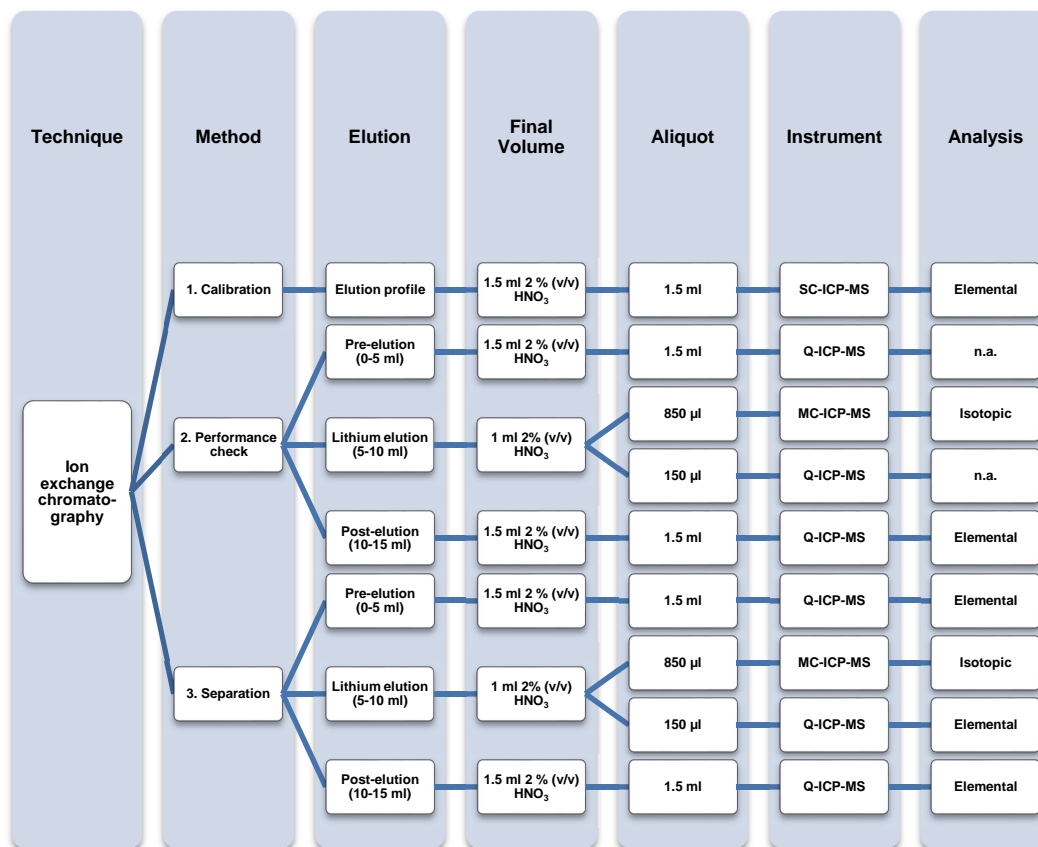 Technique
Method
Elution
Final
Volume
Aliquot
Instrument
Analysis
Ion
exchange
chromato-
graphy
1. Calibration
Elution profile
1.5 ml 2 % (v/v)
HNO₃
1.5 ml
SC-ICP-MS
Elemental
2. Performance
check
Pre-elution
(0-5 ml)
1.5 ml 2 % (v/v)
HNO₃
1.5 ml
Q-ICP-MS
n.a.
Lithium elution
(5-10 ml)
1 ml 2% (v/v)
HNO₃
850 µl
MC-ICP-MS
Isotopic
150 µl
Q-ICP-MS
n.a.
Post-elution
(10-15 ml)
1.5 ml 2 % (v/v)
HNO₃
1.5 ml
Q-ICP-MS
Elemental
3. Separation
Pre-elution
(0-5 ml)
1.5 ml 2 % (v/v)
HNO₃
1.5 ml
Q-ICP-MS
Elemental
Lithium elution
(5-10 ml)
1 ml 2% (v/v)
HNO₃
850 µl
MC-ICP-MS
Isotopic
150 µl
Q-ICP-MS
Elemental
Post-elution
(10-15 ml)
1.5 ml 2 % (v/v)
HNO₃
1.5 ml
Q-ICP-MS
Elemental